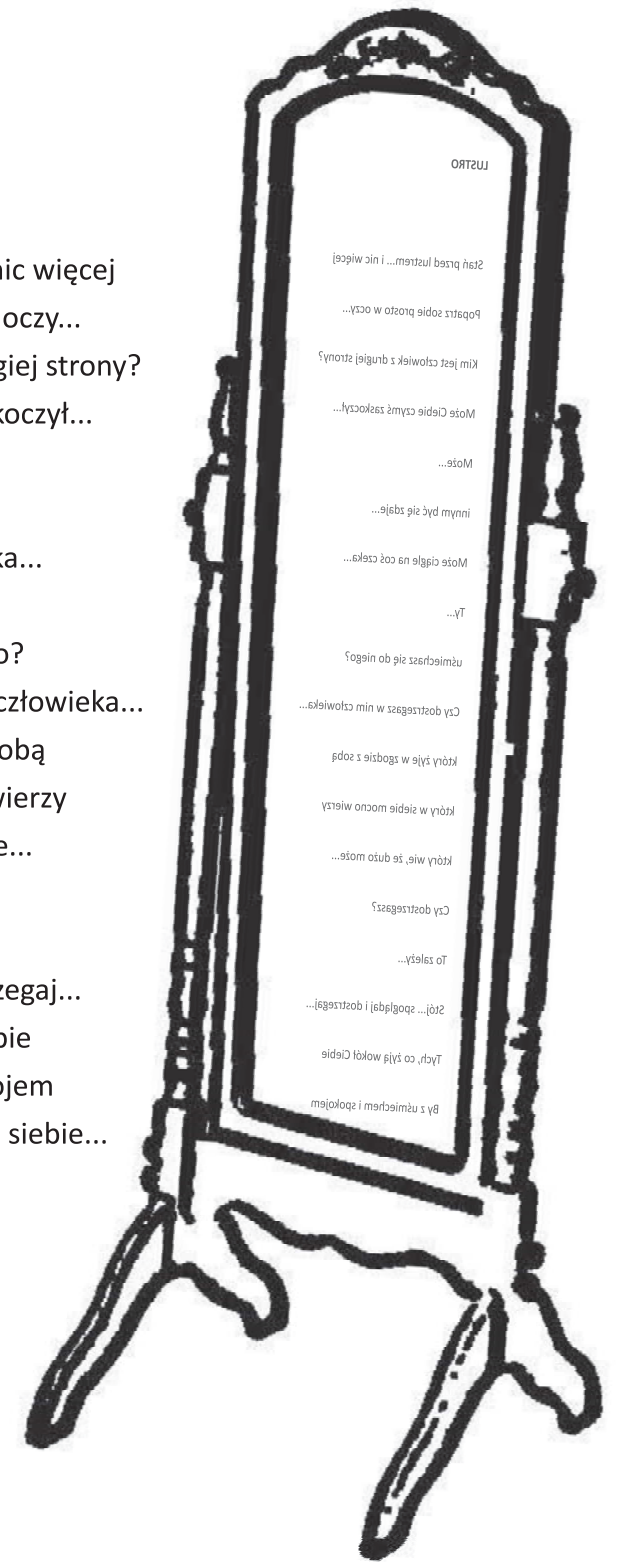 nic więcej
oczy...
giej strony?
koczył...
ka...
o?
człowieka...
obą
wierzy
e...
zegaj...
bie
ojem
siebie...
LUSTRO
Stań przed lustrem... i nic więcej
Popatrz sobie prosto w oczy...
Kim jest człowiek z drugiej strony?
Może Ciebie czymś zaskoczył...
Może...
innym być się zdaje...
Może ciągle na coś czeka...
Ty...
uśmiechasz się do niego?
Czy dostrzegasz w nim człowieka...
który żyje w zgodzie z sobą
który w siebie mocno wierzy
który wie, że dużo może...
Czy dostrzegasz?
To zależy...
Stój... spoglądaj i dostrzegaj...
Tych, co żyją wokół Ciebie
By z uśmiechem i spokojem